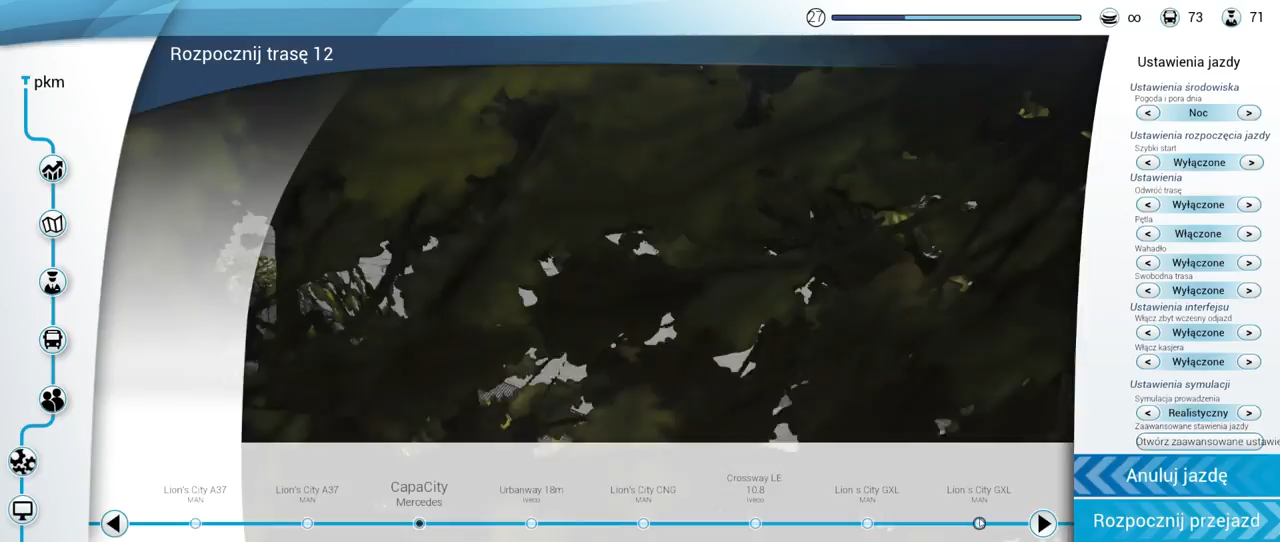 27
∞
73
71
Rozpocznij trasę 12
pkm
Ustawienia jazdy
Ustawienia środowiska
Pogoda i pora dnia
< Noc >
Ustawienia rozpoczęcia jazdy
Szybki start
< Wyłączone >
Ustawienia
Odwróć trasę
< Wyłączone >
Pętla
< Włączone >
Wahadło
< Wyłączone >
Swobodna trasa
< Wyłączone >
Ustawienia interfejsu
Włącz zbyt wczesny odjazd
< Wyłączone >
Włącz kasjera
< Wyłączone >
Ustawienia symulacji
Symulacja prowadzenia
< Realistyczny >
Zaawansowane stawienia jazdy
Otwórz zaawansowane ustawie
Lion's City A37
MAN
Lion's City A37
MAN
CapaCity
Mercedes
Urbanway 18m
Iveco
Lion's City CNG
MAN
Crossway LE
10.8
Iveco
Lion s City GXL
MAN
Lion s City GXL
MAN
Anuluj jazdę
Rozpocznij przejazd